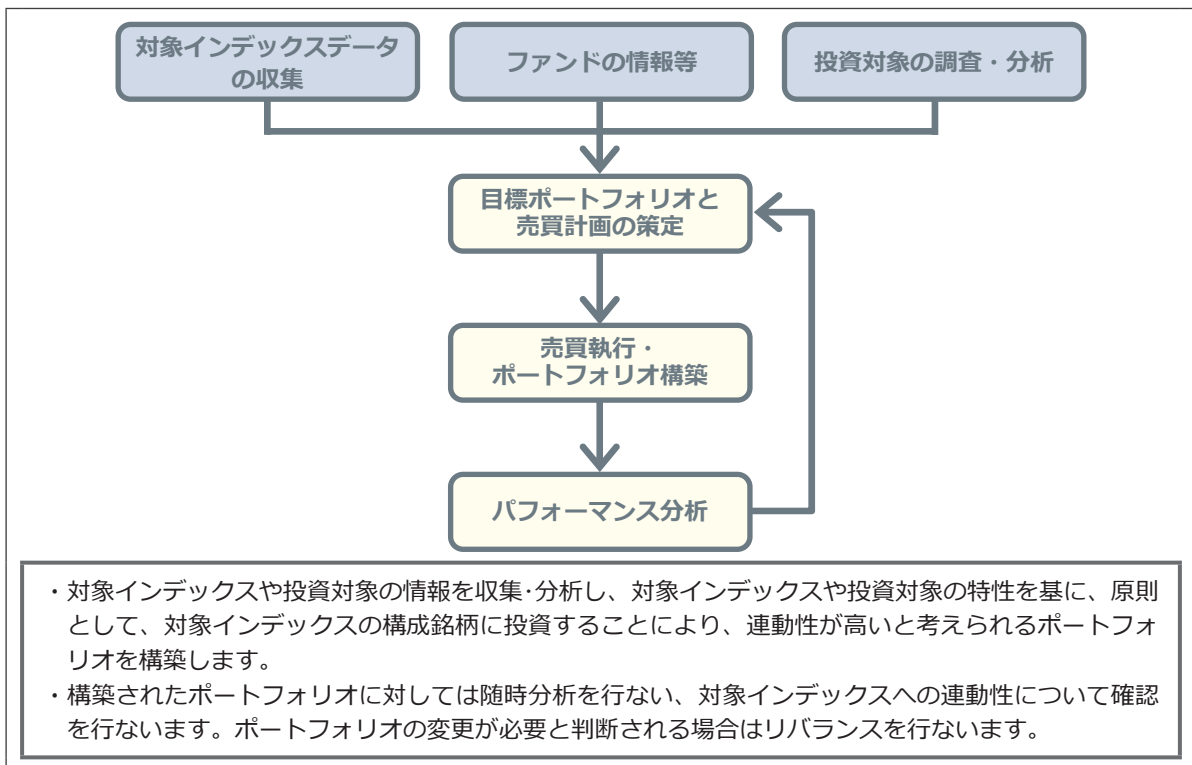 対象インデックスデータ
の収集
ファンドの情報等
投資対象の調査・分析
目標ポートフォリオと
売買計画の策定
売買執行・
ポートフォリオ構築
パフォーマンス分析
・対象インデックスや投資対象の情報を収集･分析し、対象インデックスや投資対象の特性を基に、原則
として、対象インデックスの構成銘柄に投資することにより、連動性が高いと考えられるポートフォ
リオを構築します。
・構築されたポートフォリオに対しては随時分析を行ない、対象インデックスへの連動性について確認
を行ないます。ポートフォリオの変更が必要と判断される場合はリバランスを行ないます。